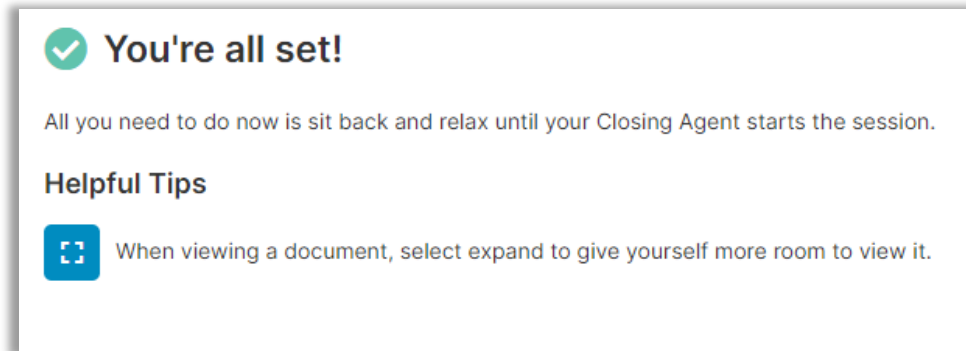 You're all set!
All you need to do now is sit back and relax until your Closing Agent starts the session.
Helpful Tips
When viewing a document, select expand to give yourself more room to view it.